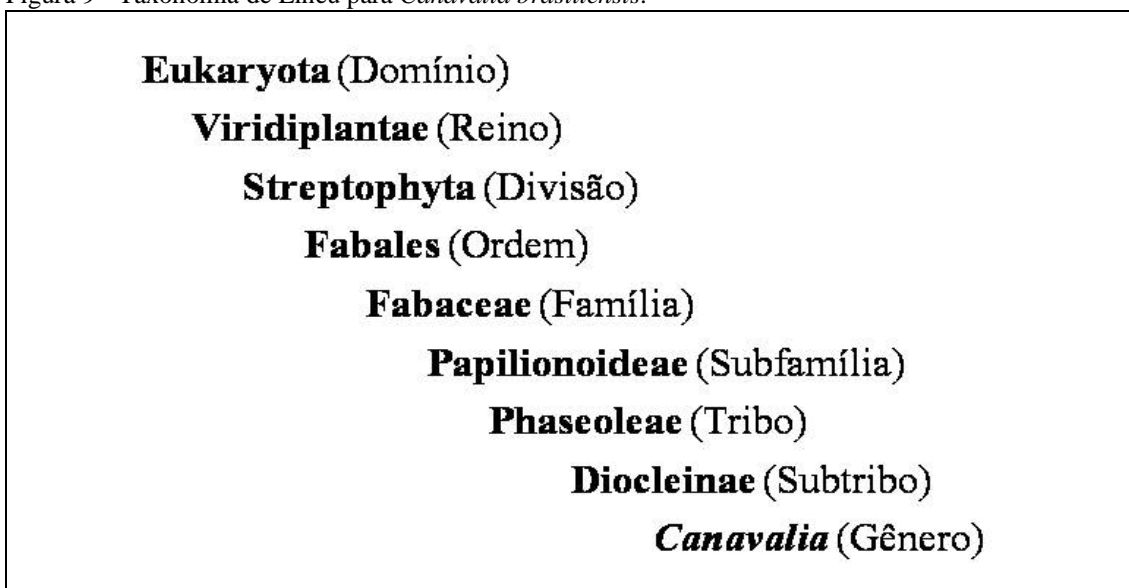 Eukaryota (Domínio)
Viridiplantae (Reino)
Streptophyta (Divisão)
Fabales (Ordem)
Fabaceae (Família)
Papilionoideae (Subfamília)
Phaseoleae (Tribo)
Diocleinae (Subtribo)
Canavalia (Gênero)